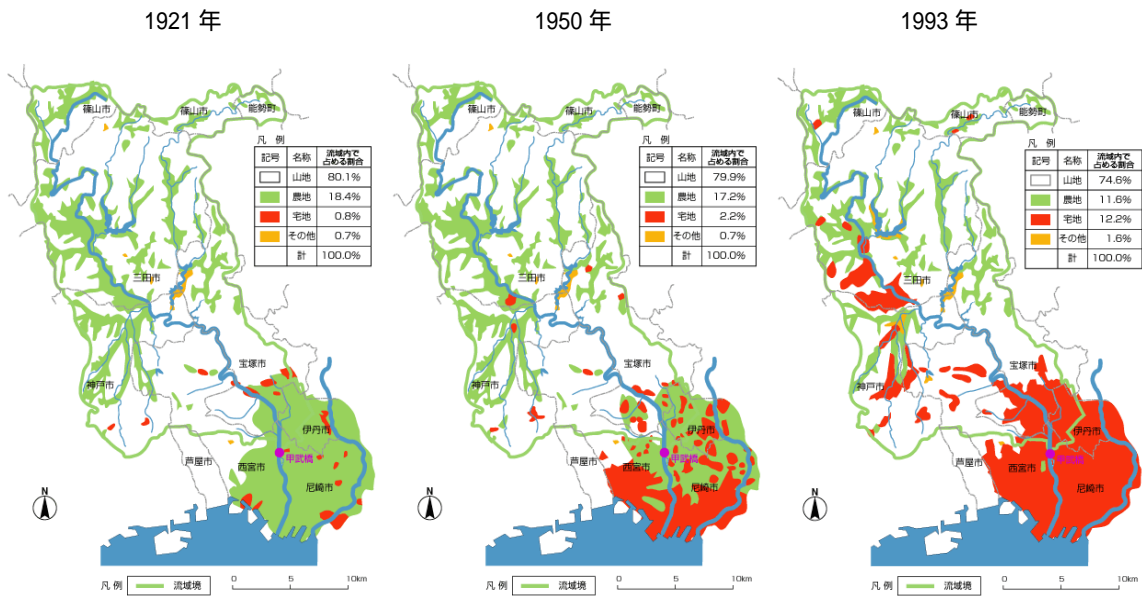 1921 年
1950 年
1993 年
篠山市
篠山市
能勢町
凡 例
記号 名称 流域内で占める割合
山地 80.1%
農地 18.4%
宅地 0.8%
その他 0.7%
計 100.0%
三田市
宝塚市
神戸市
伊丹市
甲武橋
芦屋市
西宮市
尼崎市
N
凡 例 流域境
0 5 10km
篠山市
篠山市
能勢町
凡 例
記号 名称 流域内で占める割合
山地 79.9%
農地 17.2%
宅地 2.2%
その他 0.7%
計 100.0%
三田市
宝塚市
神戸市
伊丹市
甲武橋
芦屋市
西宮市
尼崎市
N
凡 例 流域境
0 5 10km
篠山市
篠山市
能勢町
凡 例
記号 名称 流域内で占める割合
山地 74.6%
農地 11.6%
宅地 12.2%
その他 1.6%
計 100.0%
三田市
宝塚市
神戸市
伊丹市
甲武橋
芦屋市
西宮市
尼崎市
N
凡 例 流域境
0 5 10km